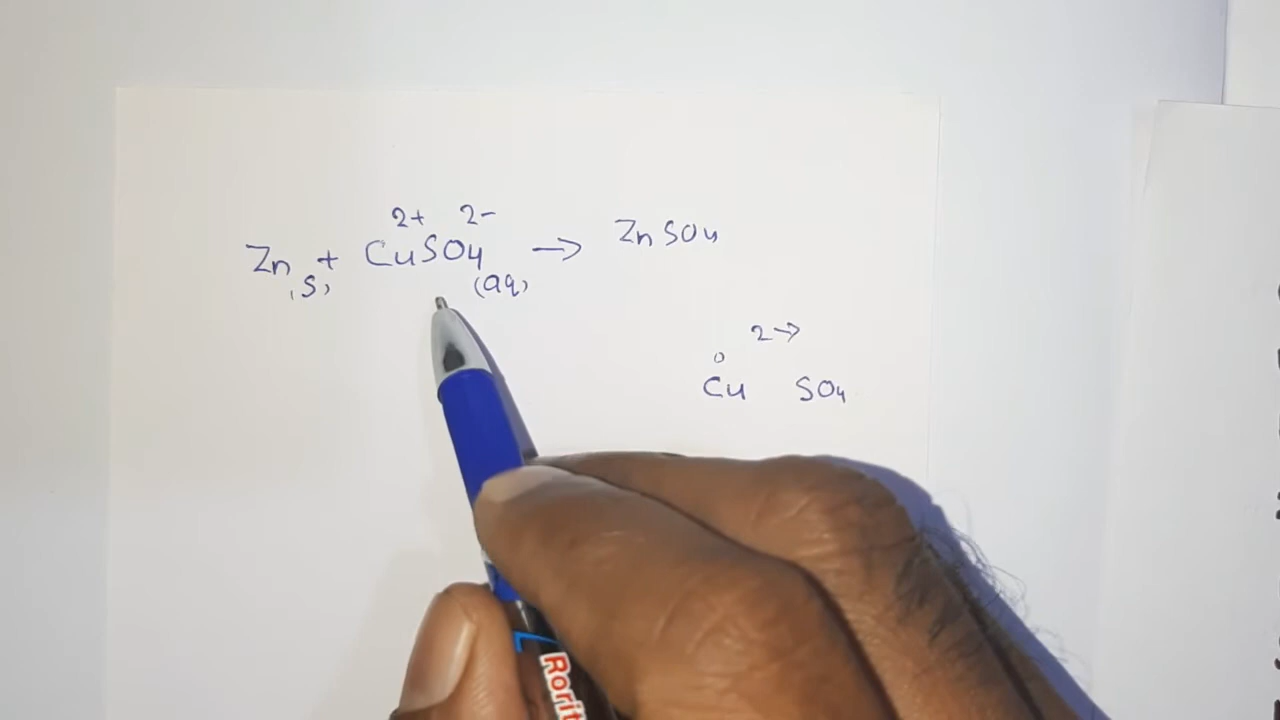 2+ 2-
Zn(s) + CuSO4(aq) → ZnSO4
2→
0
Cu SO4
Rorit